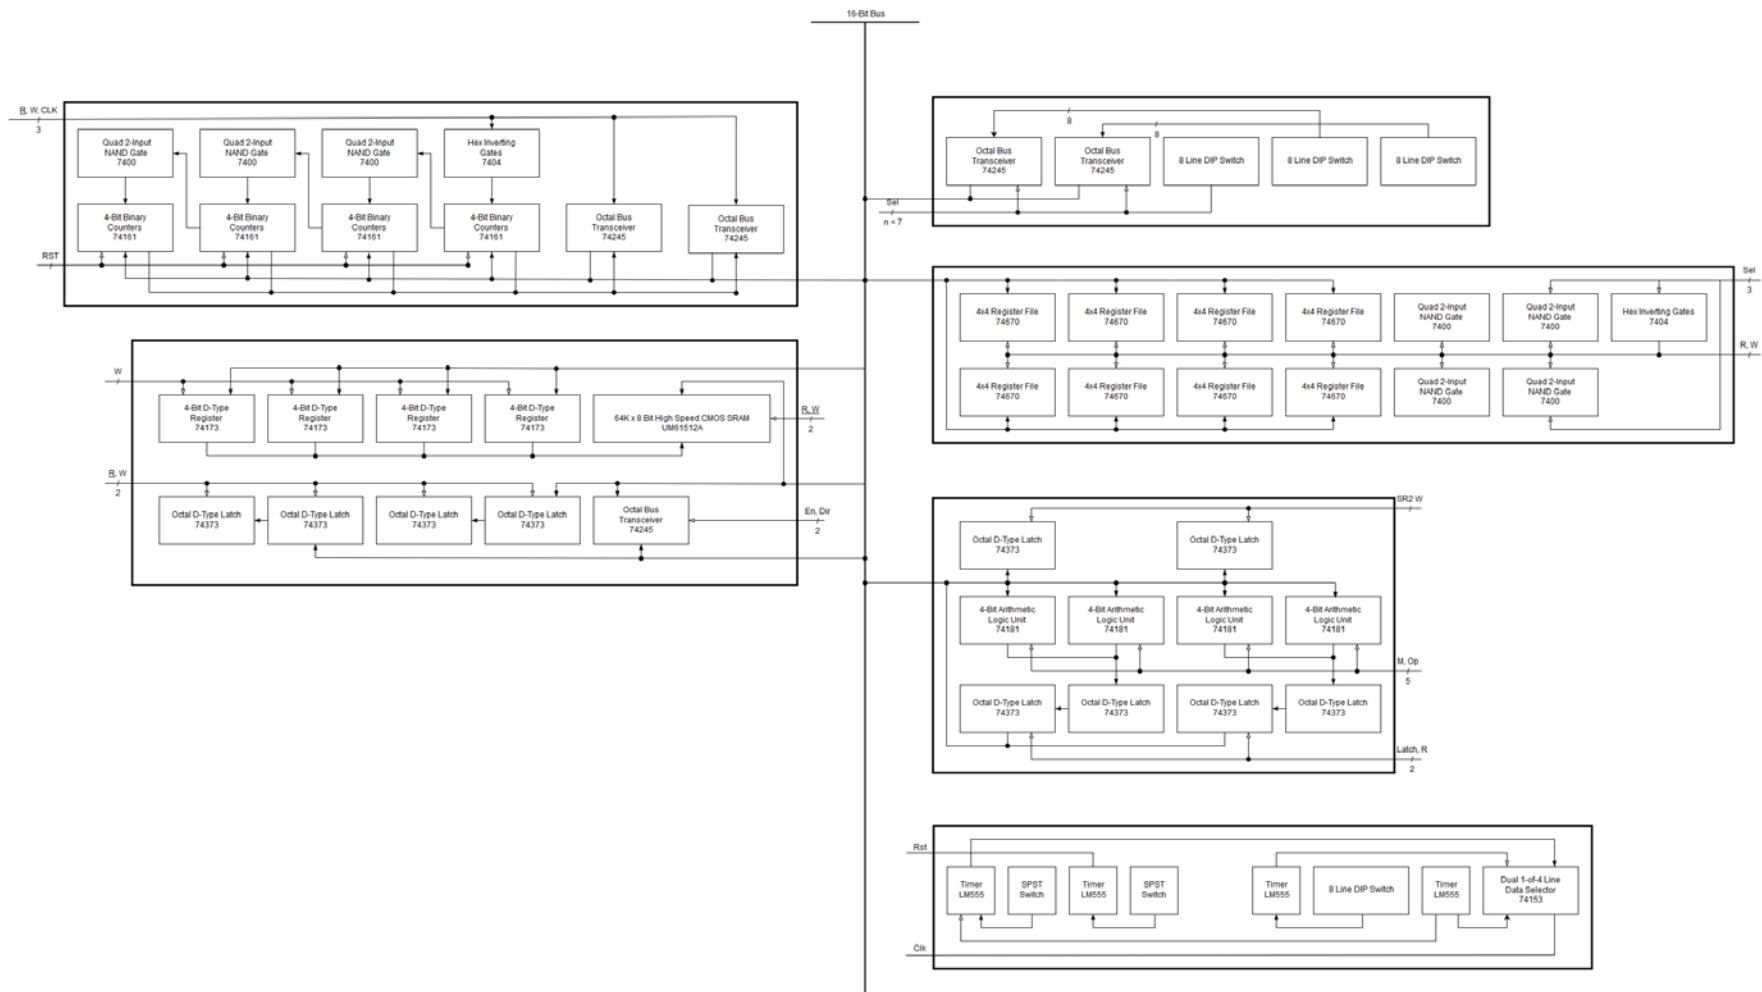 16-Bit Bus
R, W, CLK
3
Quad 2-Input
NAND Gate
7400
Quad 2-Input
NAND Gate
7400
Quad 2-Input
NAND Gate
7400
Hex Inverting
Gates
7404
4-Bit Binary
Counters
74161
4-Bit Binary
Counters
74161
4-Bit Binary
Counters
74161
4-Bit Binary
Counters
74161
Octal Bus
Transceiver
74245
Octal Bus
Transceiver
74245
RST
8
8
Octal Bus
Transceiver
74245
Octal Bus
Transceiver
74245
8 Line DIP Switch
8 Line DIP Switch
8 Line DIP Switch
Sel
n < 7
Sel
3
4x4 Register File
74670
4x4 Register File
74670
4x4 Register File
74670
4x4 Register File
74670
Quad 2-Input
NAND Gate
7400
Quad 2-Input
NAND Gate
7400
Hex Inverting Gates
7404
R, W
4x4 Register File
74670
4x4 Register File
74670
4x4 Register File
74670
4x4 Register File
74670
Quad 2-Input
NAND Gate
7400
Quad 2-Input
NAND Gate
7400
W
4-Bit D-Type
Register
74173
4-Bit D-Type
Register
74173
4-Bit D-Type
Register
74173
4-Bit D-Type
Register
74173
64K x 8 Bit High Speed CMOS SRAM
UM61512A
R, W
2
R, W
2
Octal D-Type Latch
74373
Octal D-Type Latch
74373
Octal D-Type Latch
74373
Octal D-Type Latch
74373
Octal Bus
Transceiver
74245
En, Dir
2
SR2 W
2
Octal D-Type Latch
74373
Octal D-Type Latch
74373
4-Bit Arithmetic
Logic Unit
74181
4-Bit Arithmetic
Logic Unit
74181
4-Bit Arithmetic
Logic Unit
74181
4-Bit Arithmetic
Logic Unit
74181
M, Op
5
Octal D-Type Latch
74373
Octal D-Type Latch
74373
Octal D-Type Latch
74373
Octal D-Type Latch
74373
Latch, R
2
Rst
Timer
LM555
SPST
Switch
Timer
LM555
SPST
Switch
Timer
LM555
8 Line DIP Switch
Timer
LM555
Dual 1-of-4 Line
Data Selector
74153
Clk